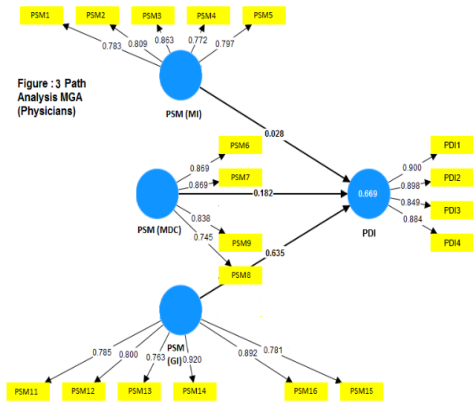 PSM1
PSM2
PSM3
PSM4
PSM5
0.783
0.809
0.863
0.772
0.797
Figure : 3 Path
Analysis MGA
(Physicians)
PSM (MI)
0.028
PSM6
0.869
PSM7
0.869
0.182
PSM (MDC)
0.838
PSM9
0.745
PSM8
0.669
PDI
0.900
PDI1
0.898
PDI2
0.849
PDI3
0.884
PDI4
0.635
PSM
(GI)
0.785
0.800
0.763
0.920
0.892
0.781
PSM11
PSM12
PSM13
PSM14
PSM16
PSM15